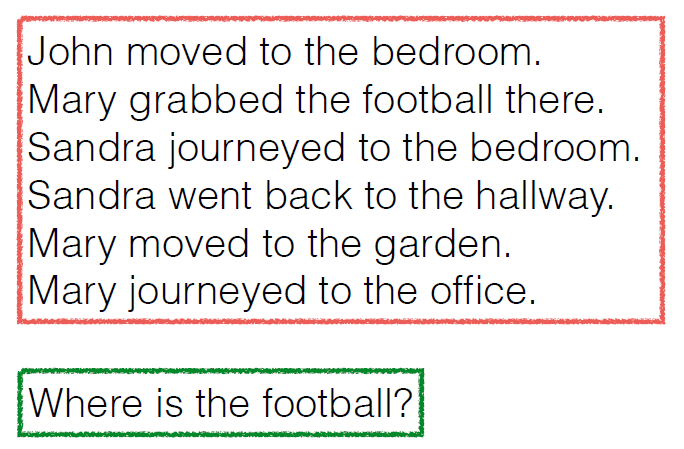 John moved to the bedroom.
Mary grabbed the football there.
Sandra journeyed to the bedroom.
Sandra went back to the hallway.
Mary moved to the garden.
Mary journeyed to the office.
Where is the football?